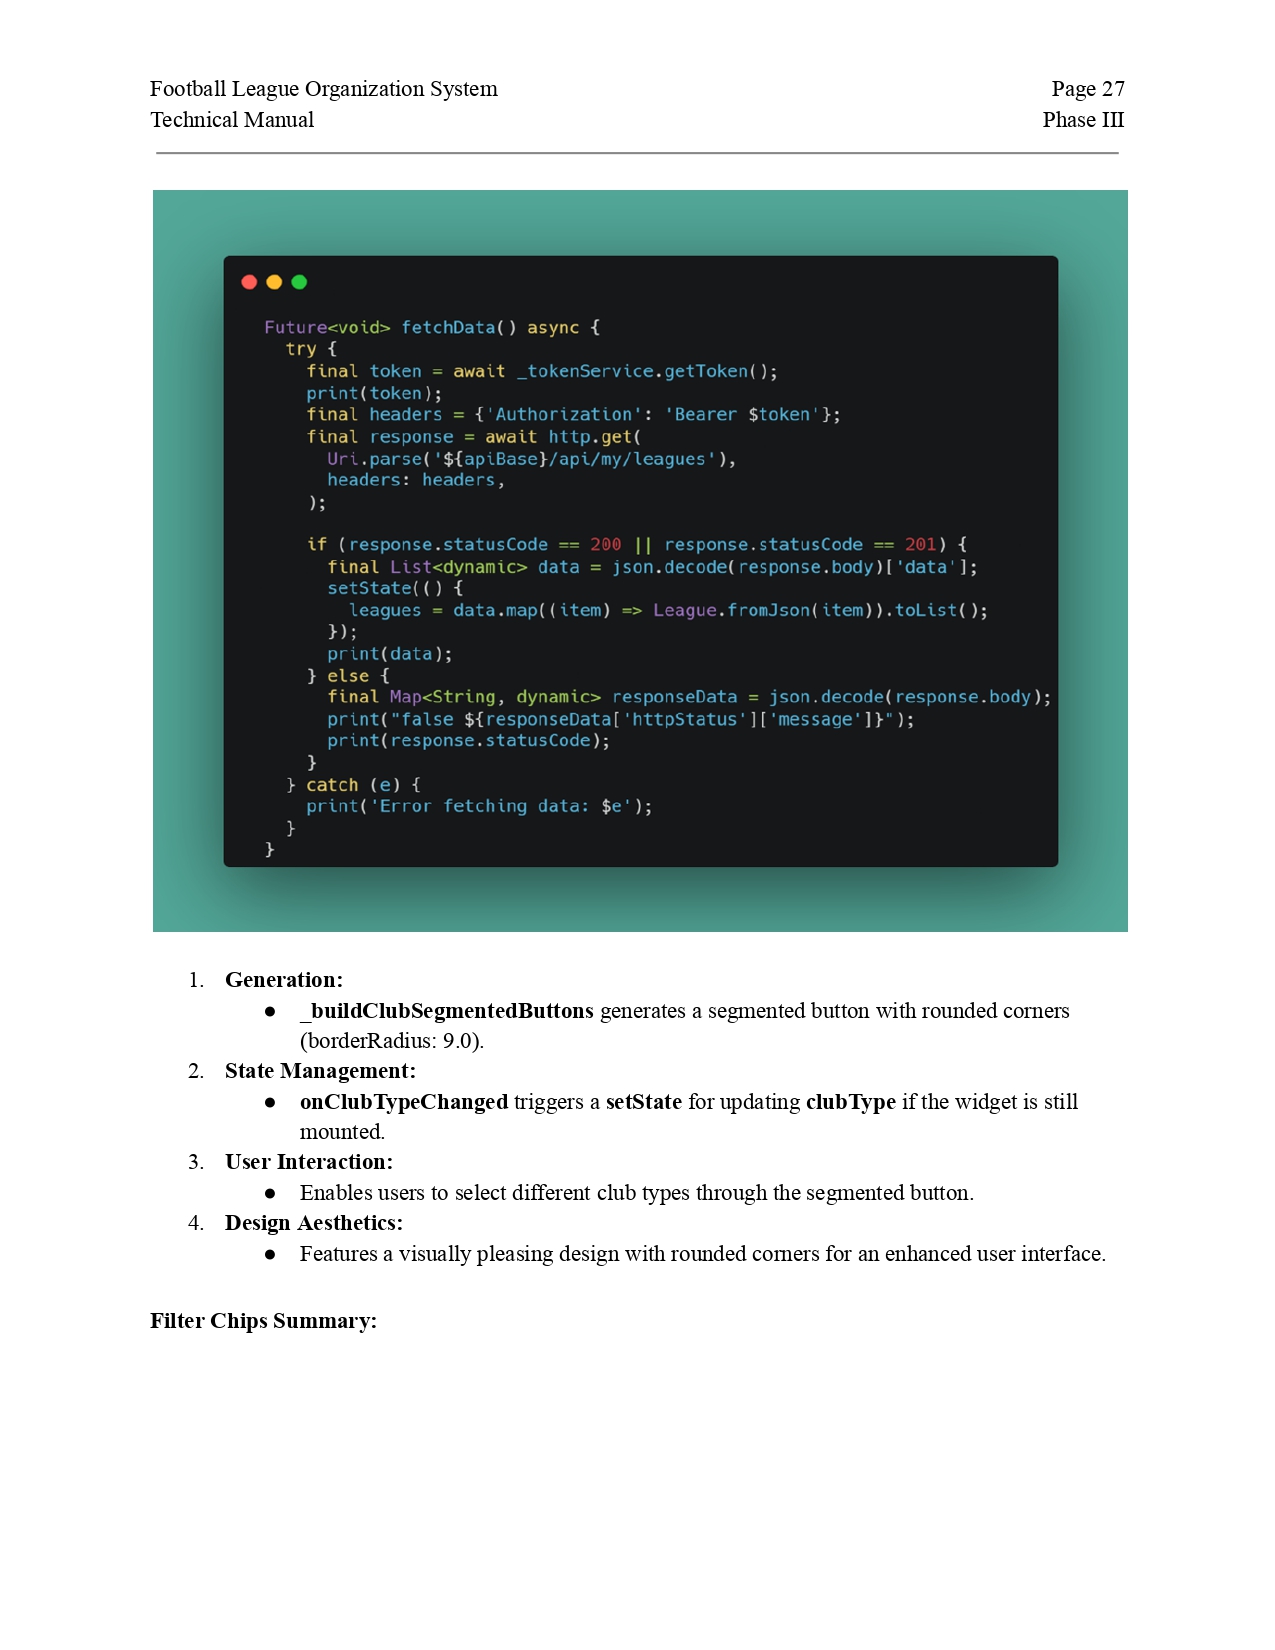 Football League Organization System Page 27
Technical Manual Phase III
Future<void> fetchData() async {
  try {
    final token = await _tokenService.getToken();
    print(token);
    final headers = {'Authorization': 'Bearer $token'};
    final response = await http.get(
      Uri.parse('${apiBase}/api/my/leagues'),
      headers: headers,
    );

    if (response.statusCode == 200 || response.statusCode == 201) {
      final List<dynamic> data = json.decode(response.body)['data'];
      setState(() {
        leagues = data.map((item) => League.fromJson(item)).toList();
      });
      print(data);
    } else {
      final Map<String, dynamic> responseData = json.decode(response.body);
      print("false ${responseData['httpStatus']['message']}");
      print(response.statusCode);
    }
  } catch (e) {
    print('Error fetching data: $e');
  }
}
1. Generation:
● _buildClubSegmentedButtons generates a segmented button with rounded corners
(borderRadius: 9.0).
2. State Management:
● onClubTypeChanged triggers a setState for updating clubType if the widget is still
mounted.
3. User Interaction:
● Enables users to select different club types through the segmented button.
4. Design Aesthetics:
● Features a visually pleasing design with rounded corners for an enhanced user interface.
Filter Chips Summary: